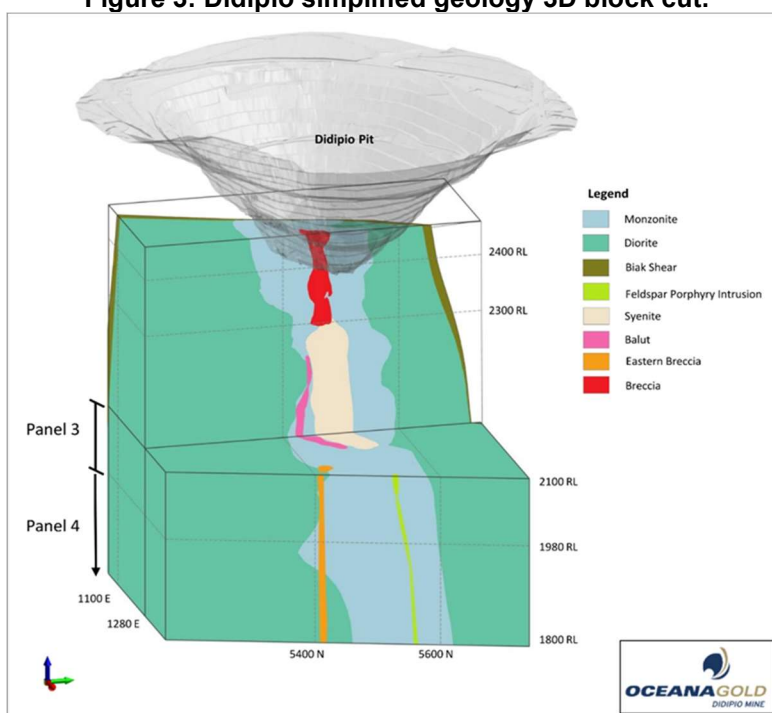 Figure 3: Didipio simplified geology 3D block cut.
Didipio Pit
Legend
Monzonite
Diorite
Biak Shear
Feldspar Porphyry Intrusion
Syenite
Balut
Eastern Breccia
Breccia
2400 RL
2300 RL
Panel 3
2100 RL
Panel 4
1980 RL
1100 E
1280 E
1800 RL
5400 N
5600 N
OCEANAGOLD
DIDIPIO MINE